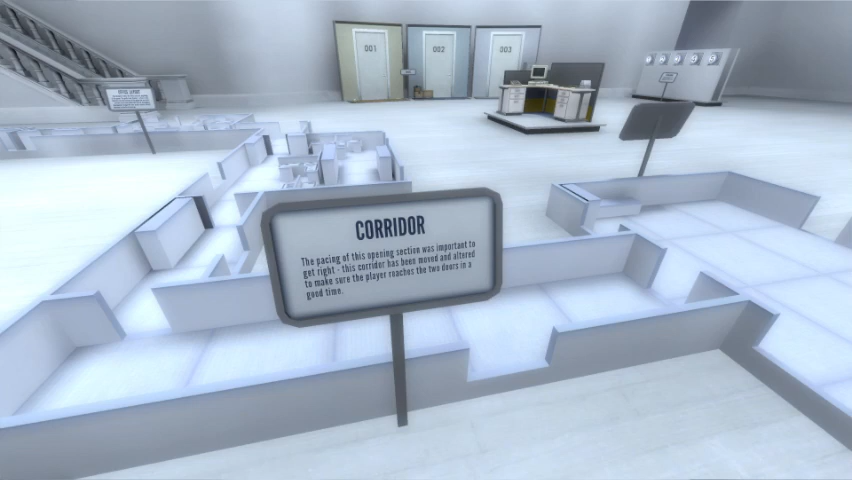 001
002
003
CORRIDOR
The pacing of this opening section was important to
get right - this corridor has been moved and altered
to make sure the player reaches the two doors in a
good time.